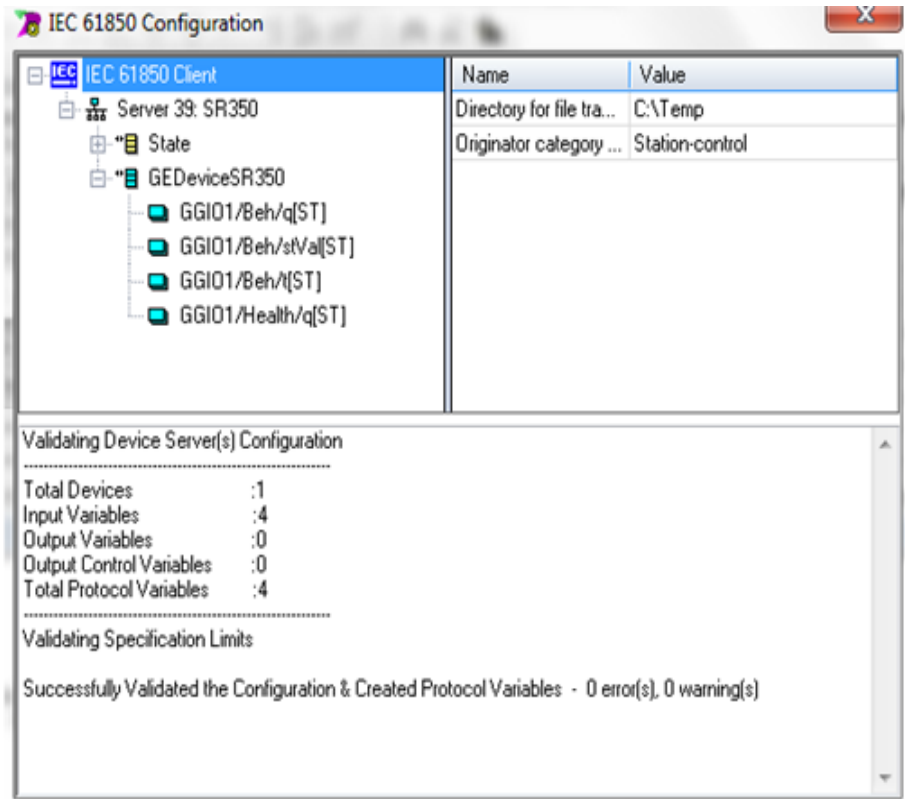 IEC 61850 Configuration
X
IEC IEC 61850 Client
Server 39: SR350
State
GEDeviceSR350
GGIO1/Beh/q[ST]
GGIO1/Beh/stVal[ST]
GGIO1/Beh/t[ST]
GGIO1/Health/q[ST]
Name Value
Directory for file tra... C:\Temp
Originator category ... Station-control
Validating Device Server(s) Configuration
Total Devices :1
Input Variables :4
Output Variables :0
Output Control Variables :0
Total Protocol Variables :4
Validating Specification Limits
Successfully Validated the Configuration & Created Protocol Variables - 0 error(s), 0 warning(s)